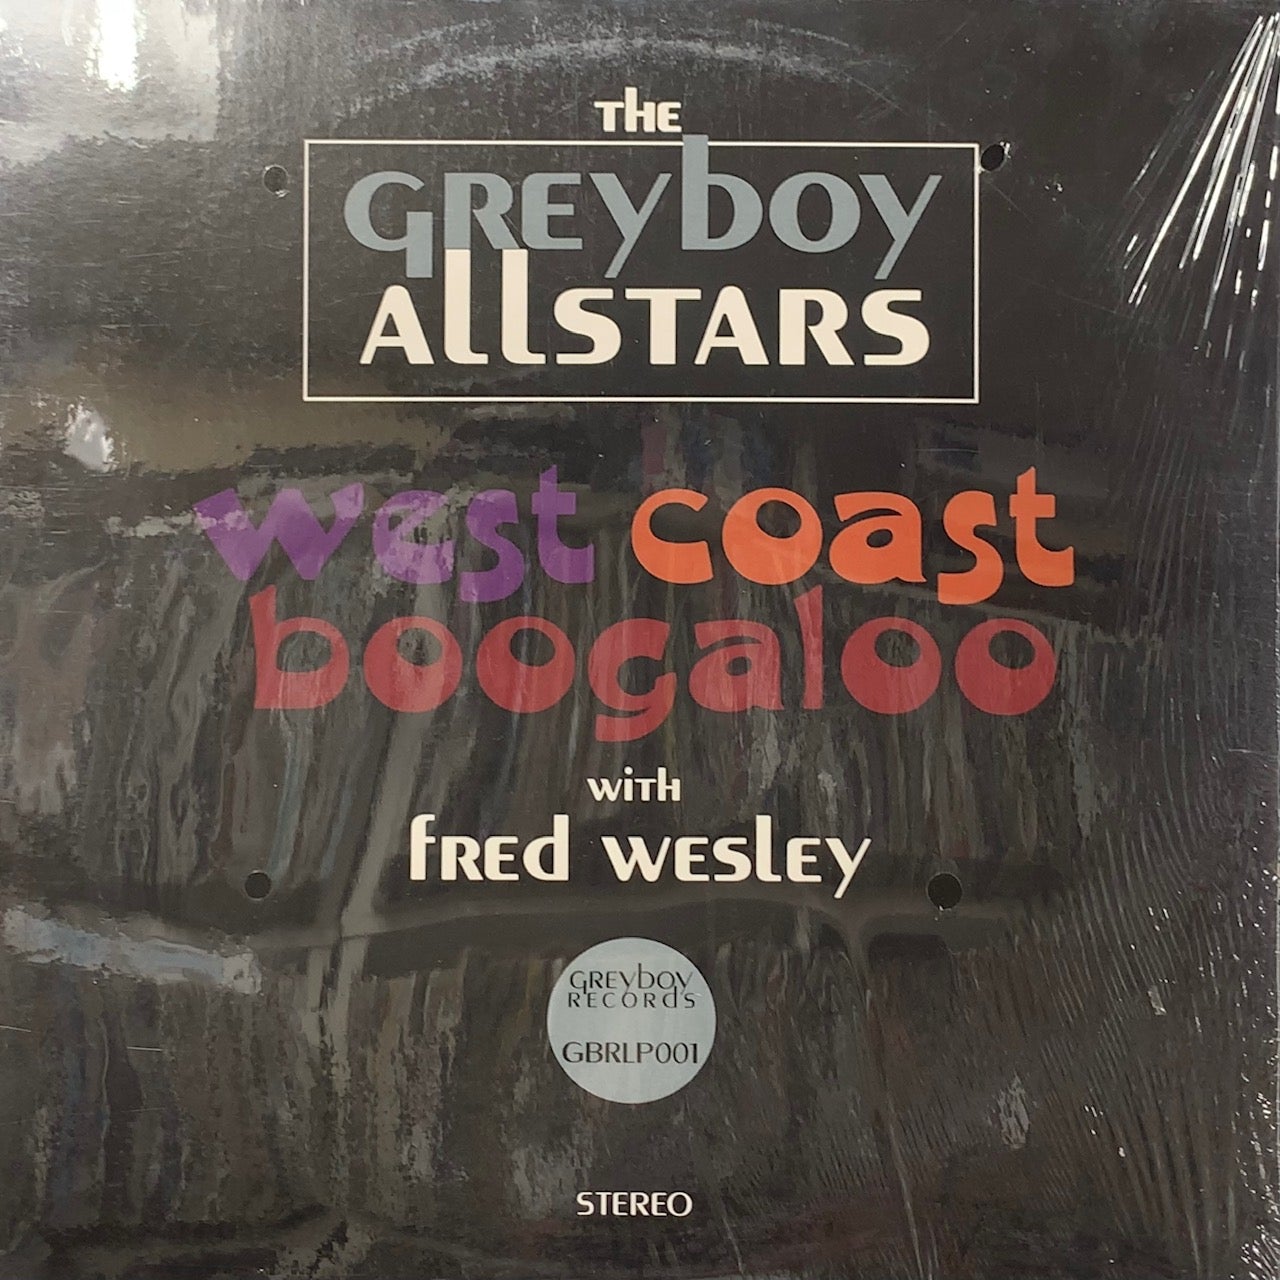 THE
GREyboy
AllSTARS
west coast
boogaloo
with
fRED WESlEy
GREyboy
RECORdS
GBRLP001
STEREO